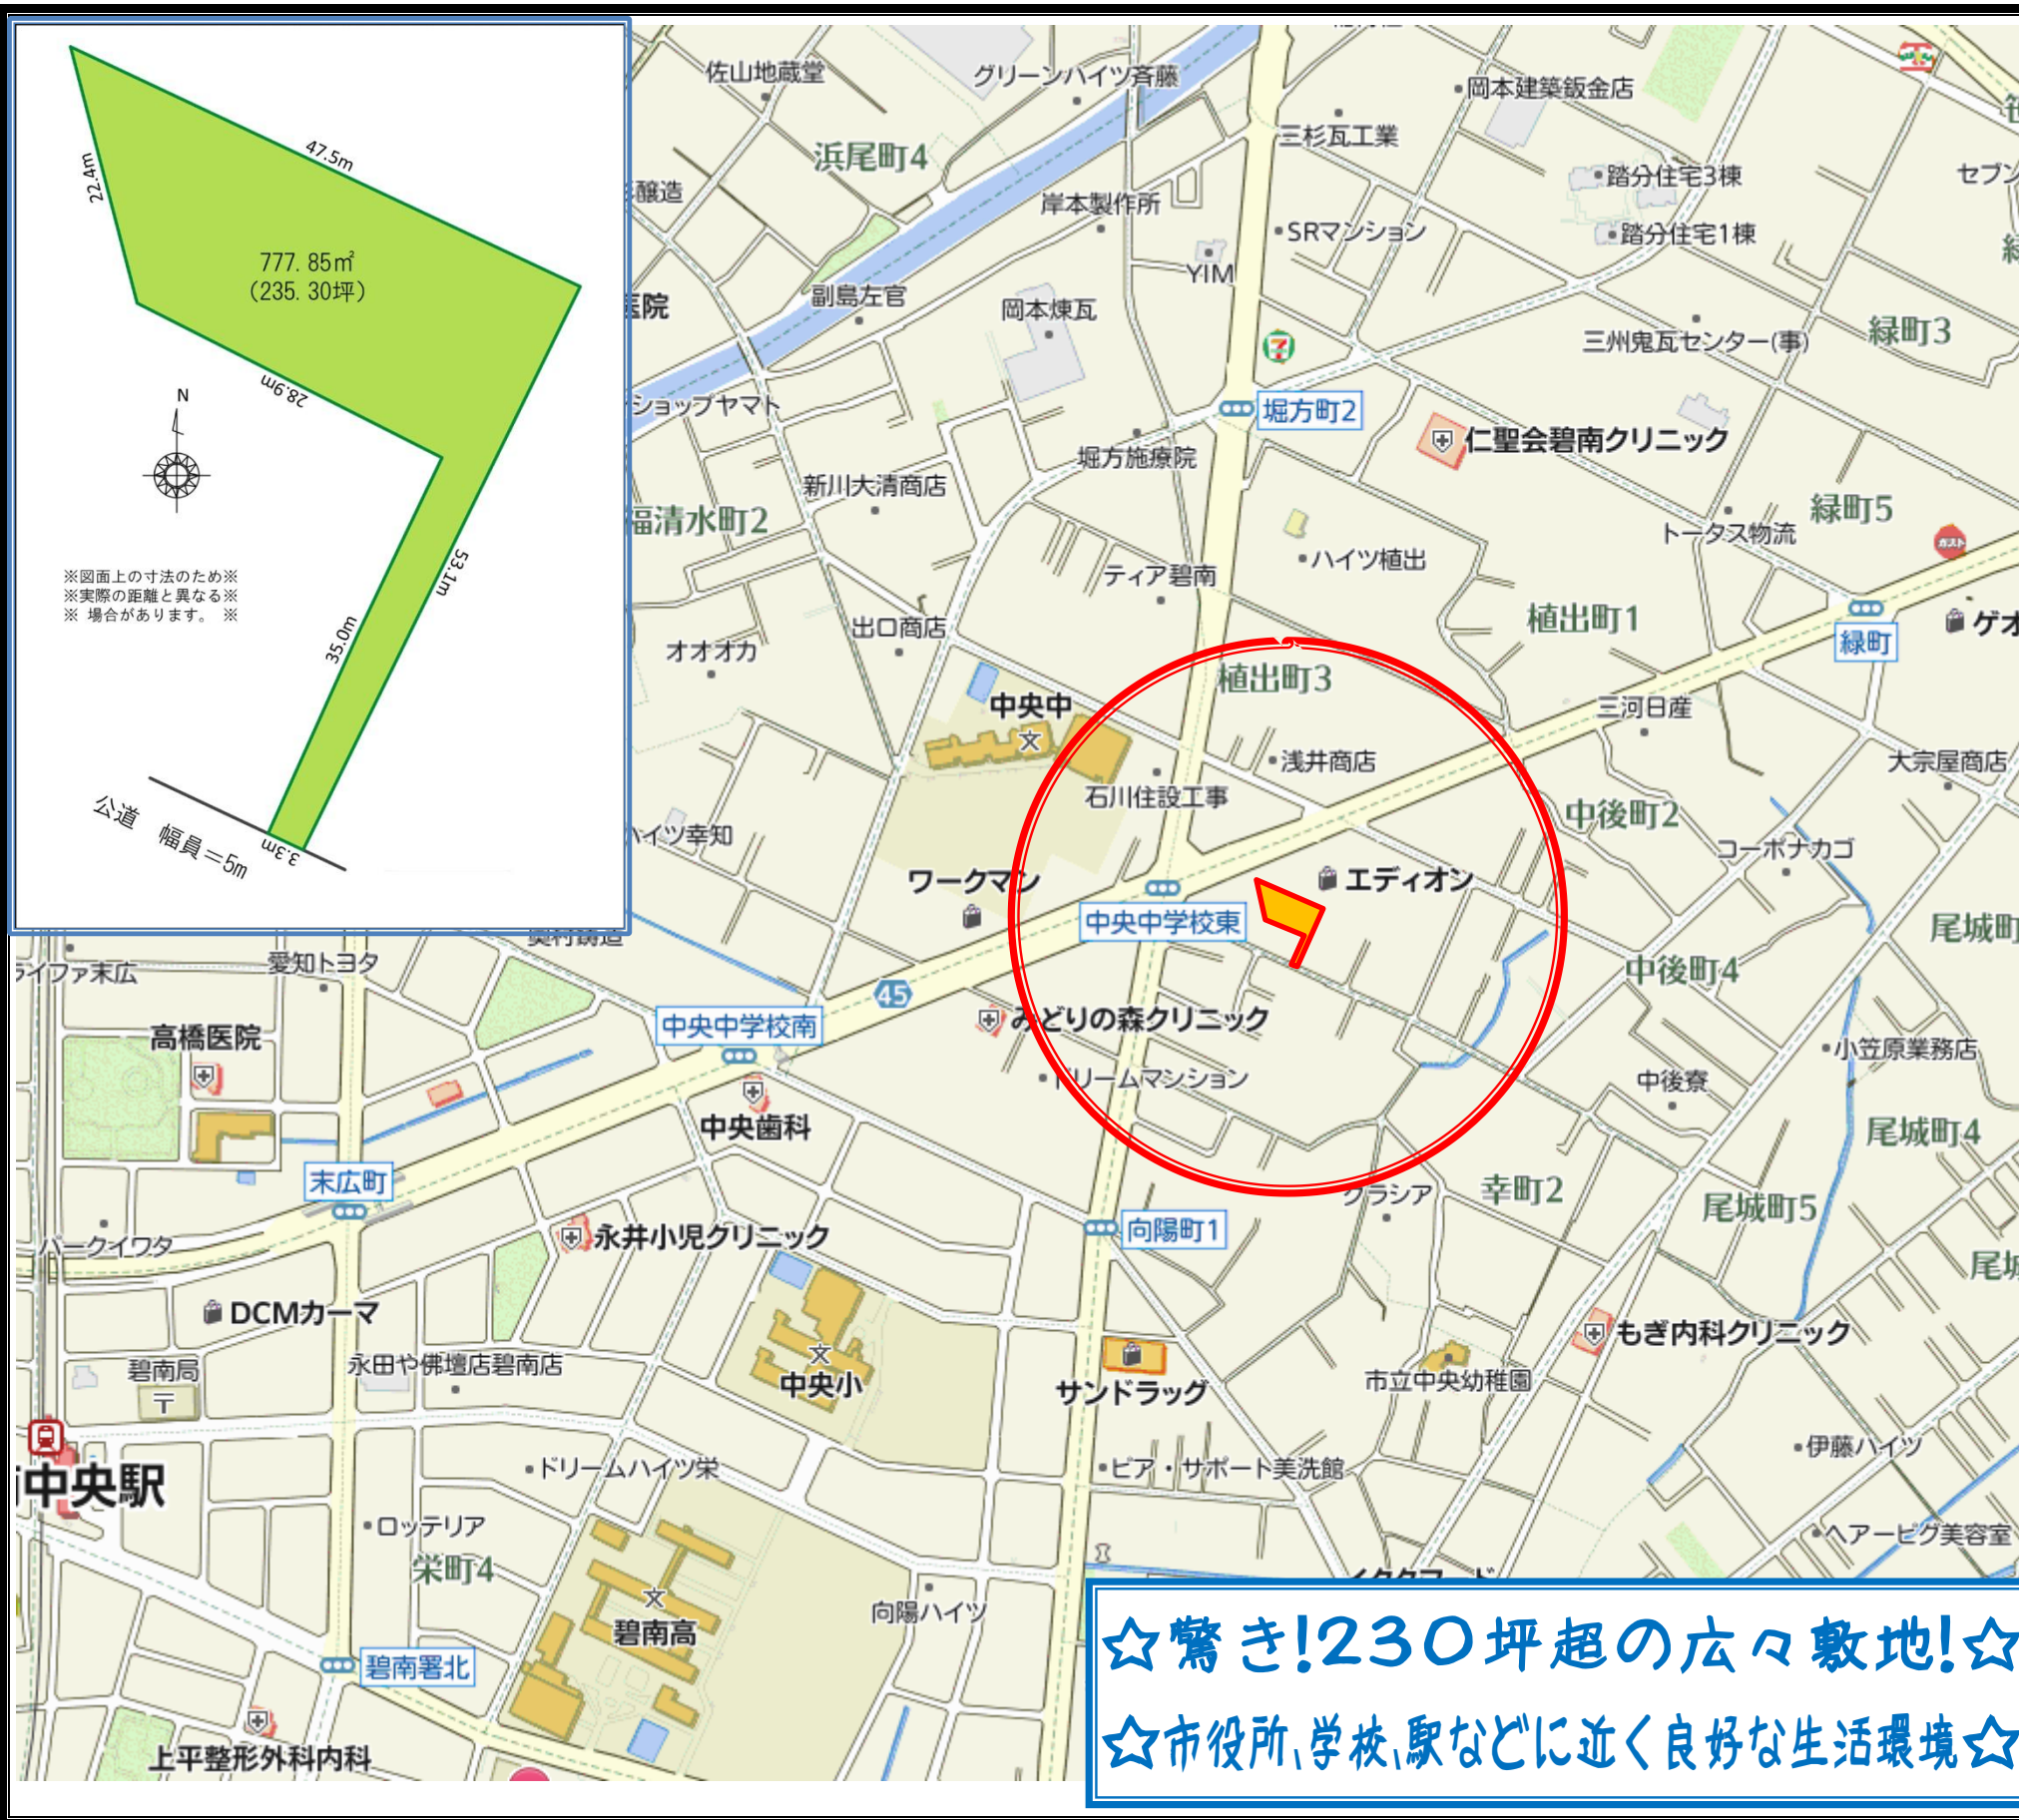 47.5m
22.4m
777.85㎡
(235.30坪)
28.9m
N
※図面上の寸法のため※
※実際の距離と異なる※
※ 場合があります。 ※
53.1m
35.0m
3.3m
公道 幅員＝5m
佐山地蔵堂
グリーンハイツ斉藤
岡本建築鈑金店
三杉瓦工業
浜尾町4
踏分住宅3棟
セブン
醸造
岸本製作所
SRマンション
踏分住宅1棟
YIM
副島左官
岡本煉瓦
医院
三州鬼瓦センター(事)
緑町3
ショップヤマト
堀方町2
仁聖会碧南クリニック
堀方施療院
新川大清商店
福清水町2
緑町5
トータス物流
ガスト
ハイツ植出
ティア碧南
植出町1
緑町
ゲオ
出口商店
オオオカ
植出町3
中央中
三河日産
浅井商店
大宗屋商店
石川住設工事
中後町2
ハイツ幸知
コーポナカゴ
ワークマン
エディオン
中央中学校東
尾城町
奥村鋳造
愛知トヨタ
ライファ末広
中後町4
45
中央中学校南
みどりの森クリニック
高橋医院
小笠原業務店
ドリームマンション
中後寮
中央歯科
尾城町4
末広町
幸町2
グラシア
尾城町5
向陽町1
永井小児クリニック
パークイワタ
尾城
DCMカーマ
もぎ内科クリニック
碧南局
永田や佛壇店碧南店
中央小
サンドラッグ
市立中央幼稚園
ドリームハイツ栄
ピア・サポート美洗館
伊藤ハイツ
中央駅
ロッテリア
ヘアーピグ美容室
栄町4
向陽ハイツ
碧南高
碧南署北
上平整形外科内科
☆驚き!230坪超の広々敷地!☆
☆市役所、学校、駅などに近く良好な生活環境☆